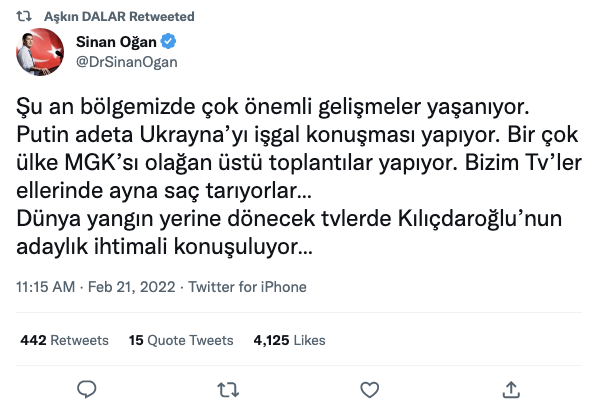 Aşkın DALAR Retweeted
Sinan Oğan
@DrSinanOgan
Şu an bölgemizde çok önemli gelişmeler yaşanıyor.
Putin adeta Ukrayna’yı işgal konuşması yapıyor. Bir çok
ülke MGK’sı olağan üstü toplantılar yapıyor. Bizim Tv’ler
ellerinde ayna saç tarıyorlar...
Dünya yangın yerine dönecek tvlerde Kılıçdaroğlu’nun
adaylık ihtimali konuşuluyor...
11:15 AM · Feb 21, 2022 · Twitter for iPhone
442 Retweets 15 Quote Tweets 4,125 Likes